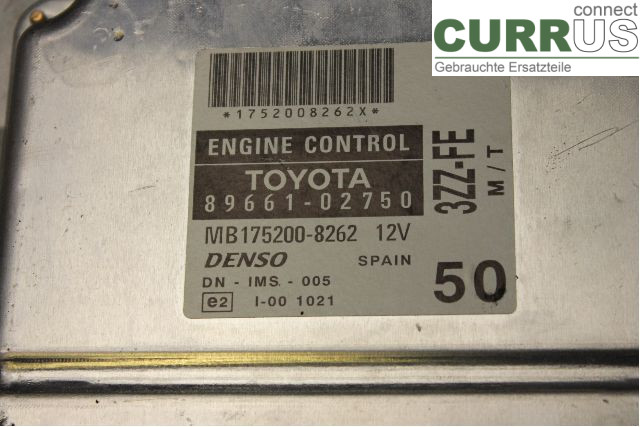 connect
CURRUS
Gebrauchte Ersatzteile
*1752008262X*
ENGINE CONTROL
TOYOTA
89661-02750
3ZZ-FE
M/T
MB175200-8262 12V
DENSO SPAIN
DN - IMS - 005
e2 I-00 1021
50